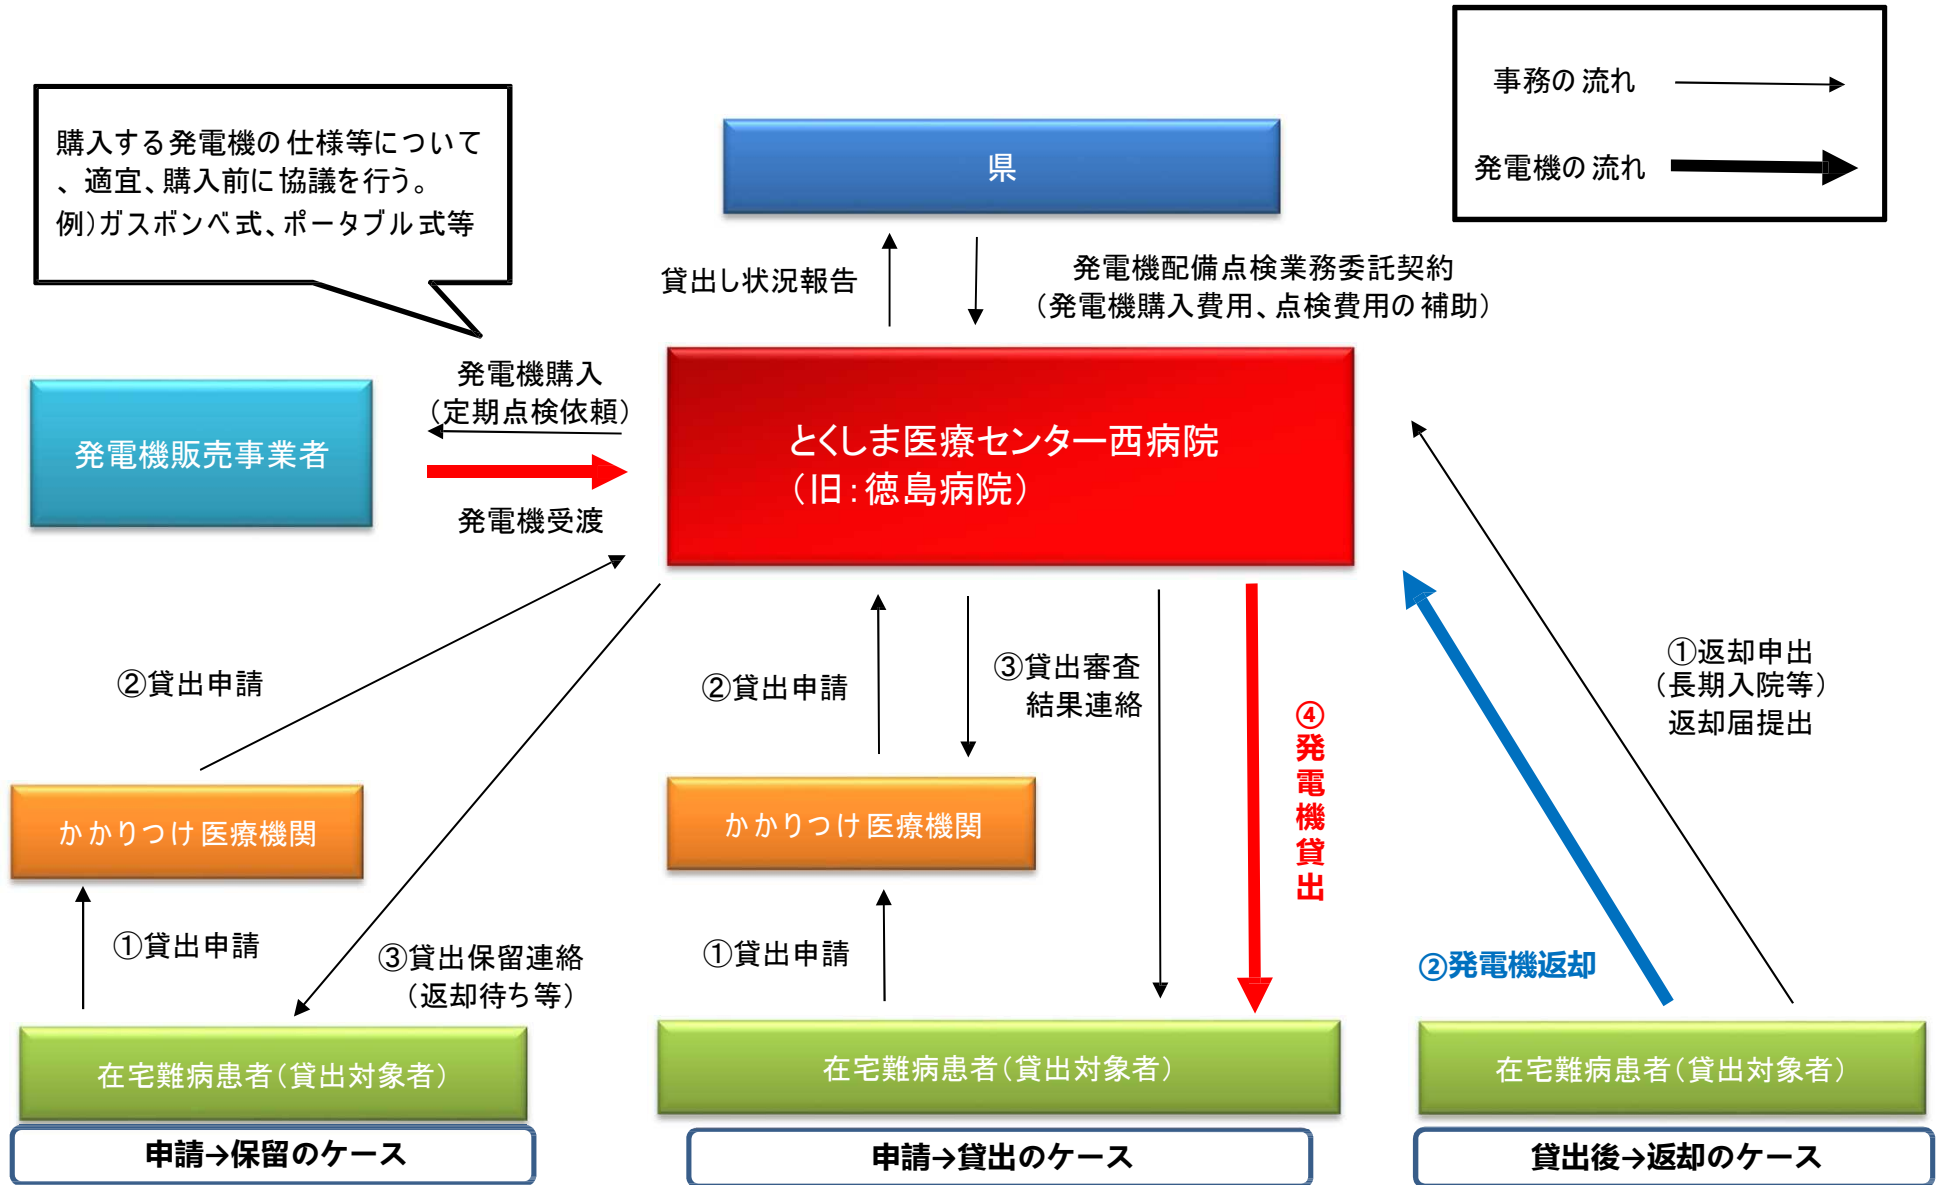 事務の流れ
発電機の流れ
購入する発電機の仕様等について
、適宜、購入前に協議を行う。
例)ガスボンベ式、ポータブル式等
県
貸出し状況報告
発電機配備点検業務委託契約
(発電機購入費用、点検費用の補助)
発電機販売事業者
発電機購入
(定期点検依頼)
発電機受渡
とくしま医療センター西病院
(旧:徳島病院)
②貸出申請
かかりつけ医療機関
①貸出申請
③貸出保留連絡
(返却待ち等)
在宅難病患者(貸出対象者)
申請→保留のケース
②貸出申請
③貸出審査
結果連絡
かかりつけ医療機関
①貸出申請
④発電機貸出
在宅難病患者(貸出対象者)
申請→貸出のケース
①返却申出
(長期入院等)
返却届提出
②発電機返却
在宅難病患者(貸出対象者)
貸出後→返却のケース